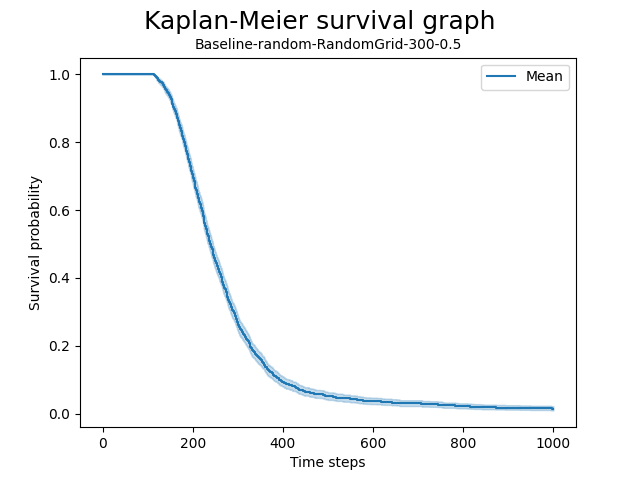 Kaplan-Meier survival graph
Baseline-random-RandomGrid-300-0.5
Mean
Survival probability
1.0
0.8
0.6
0.4
0.2
0.0
0 200 400 600 800 1000
Time steps